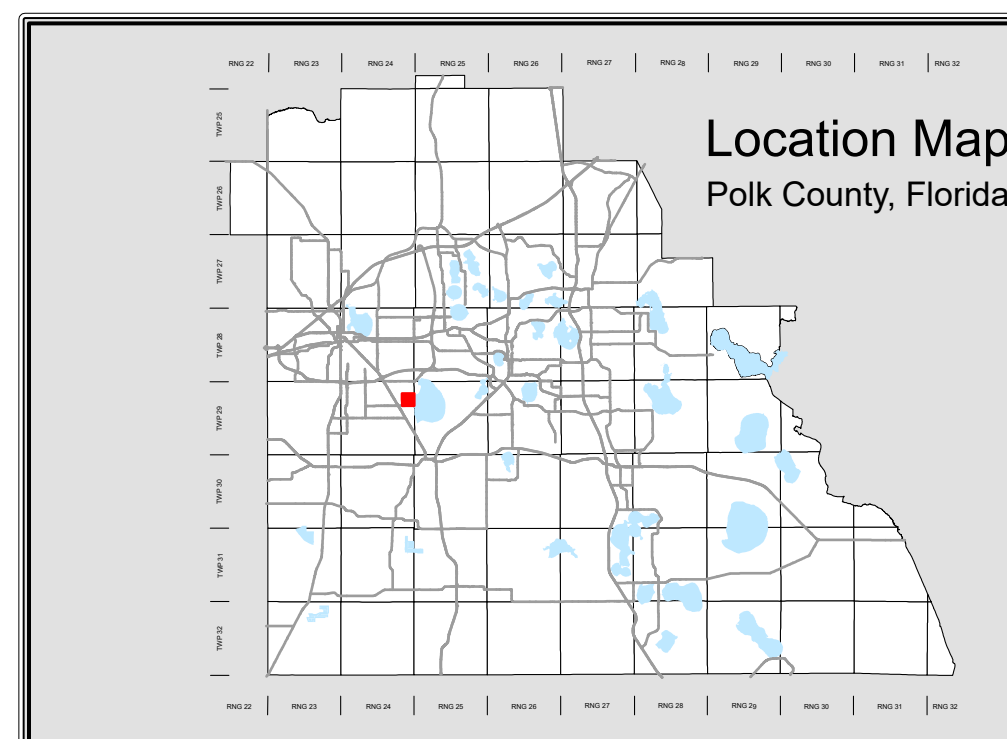 RNG 22 RNG 23 RNG 24 RNG 25 RNG 26 RNG 27 RNG 28 RNG 29 RNG 30 RNG 31 RNG 32
Location Map
Polk County, Florida
TWP 25
TWP 26
TWP 27
TWP 28
TWP 29
TWP 30
TWP 31
TWP 32
RNG 22 RNG 23 RNG 24 RNG 25 RNG 26 RNG 27 RNG 28 RNG 29 RNG 30 RNG 31 RNG 32